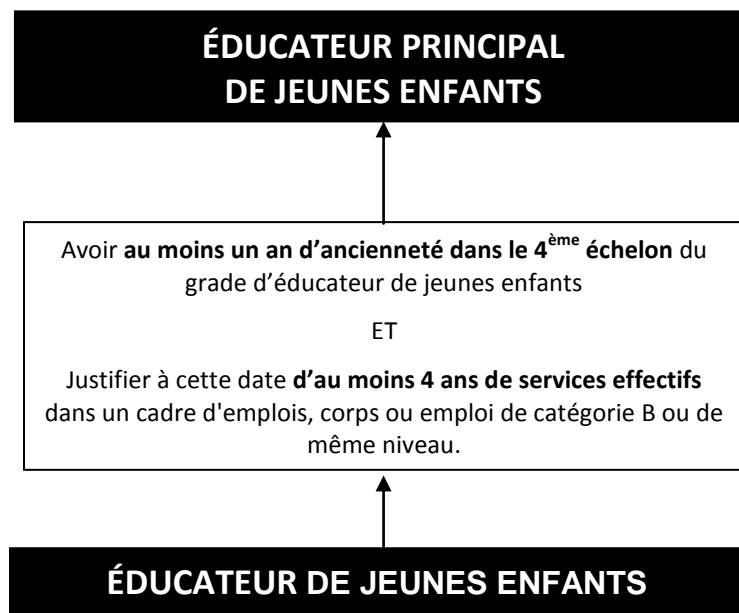 ÉDUCATEUR PRINCIPAL
DE JEUNES ENFANTS
Avoir au moins un an d’ancienneté dans le 4ème échelon du
grade d’éducateur de jeunes enfants
ET
Justifier à cette date d’au moins 4 ans de services effectifs
dans un cadre d'emplois, corps ou emploi de catégorie B ou de
même niveau.
ÉDUCATEUR DE JEUNES ENFANTS